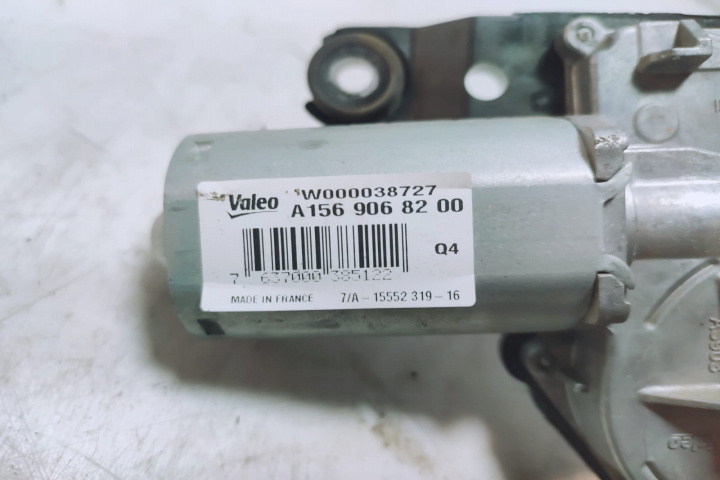 Valeo
W000038727
A156 906 82 00
Q4
7 637000 385122
MADE IN FRANCE 7/A – 15552 319 – 16